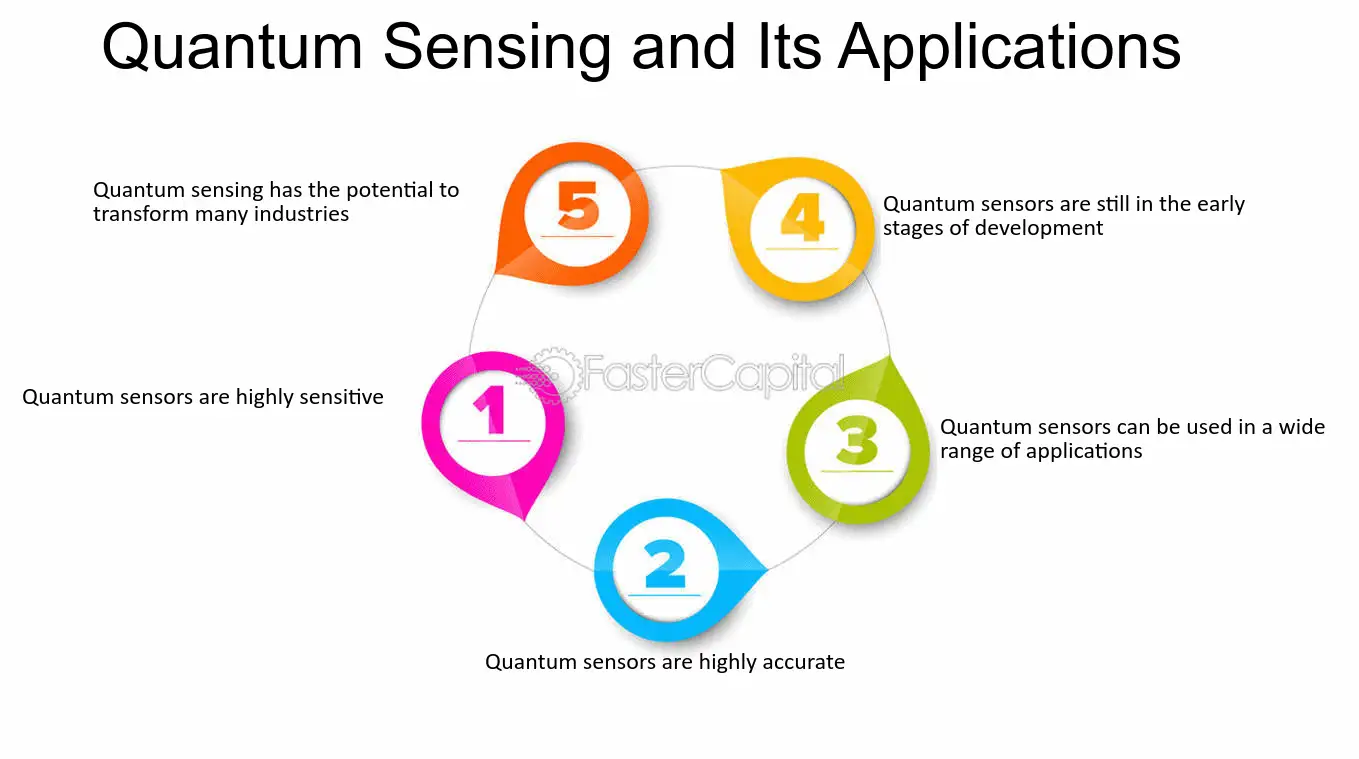 Quantum Sensing and Its Applications
1
Quantum sensors are highly sensitive
2
Quantum sensors are highly accurate
3
Quantum sensors can be used in a wide
range of applications
4
Quantum sensors are still in the early
stages of development
5
Quantum sensing has the potential to
transform many industries
FasterCapital